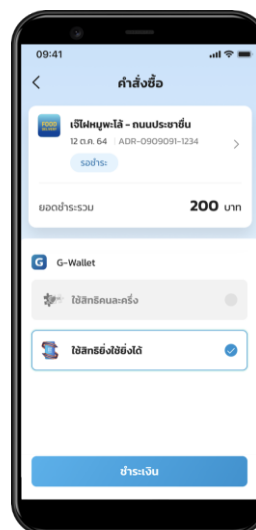 09:41
คำสั่งซื้อ
FOOD
เจ๊ไฝหมูพะโล้ - ถนนประชาชื่น
12 ต.ค. 64 | ADR-0909091-1234
รอชำระ
ยอดชำระรวม 200 บาท
G G-Wallet
ใช้สิทธิคนละครึ่ง
ใช้สิทธิยิ่งใช้ยิ่งได้
ชำระเงิน